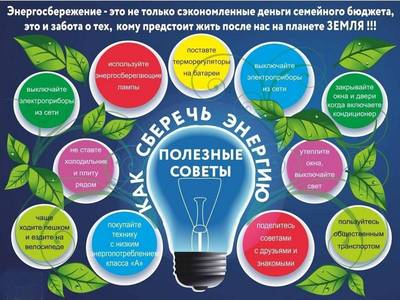 Энергосбережение - это не только сэкономленные деньги семейного бюджета,
это и забота о тех, кому предстоит жить после нас на планете ЗЕМЛЯ !!!
выключайте
электроприборы
из сети
используйте
энергосберегающие
лампы
поставьте
терморегуляторы
на батареи
выключайте
электроприборы
из сети
закрывайте
окна и двери
когда включаете
кондиционер
КАК СБЕРЕЧЬ ЭНЕРГИЮ
ПОЛЕЗНЫЕ
СОВЕТЫ
не ставте
холодильник
и плиту
рядом
утеплите
окна,
выключайте
свет
чаще
ходите пешком
и ездите на
велосипеде
покупайте
технику
с низким
энергопотреблением
класса «А»
поделитесь
советами
с друзьями и
знакомыми
пользуйтесь
общественным
транспортом